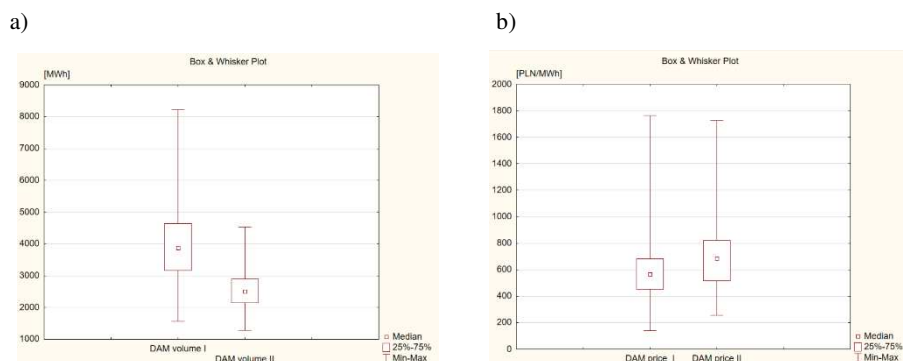 a)
Box & Whisker Plot
[MWh]
9000
8000
7000
6000
5000
4000
3000
2000
1000
DAM volume I
DAM volume II
Median
25%-75%
Min-Max
b)
Box & Whisker Plot
[PLN/MWh]
2000
1800
1600
1400
1200
1000
800
600
400
200
0
DAM price I DAM price II
Median
25%-75%
Min-Max